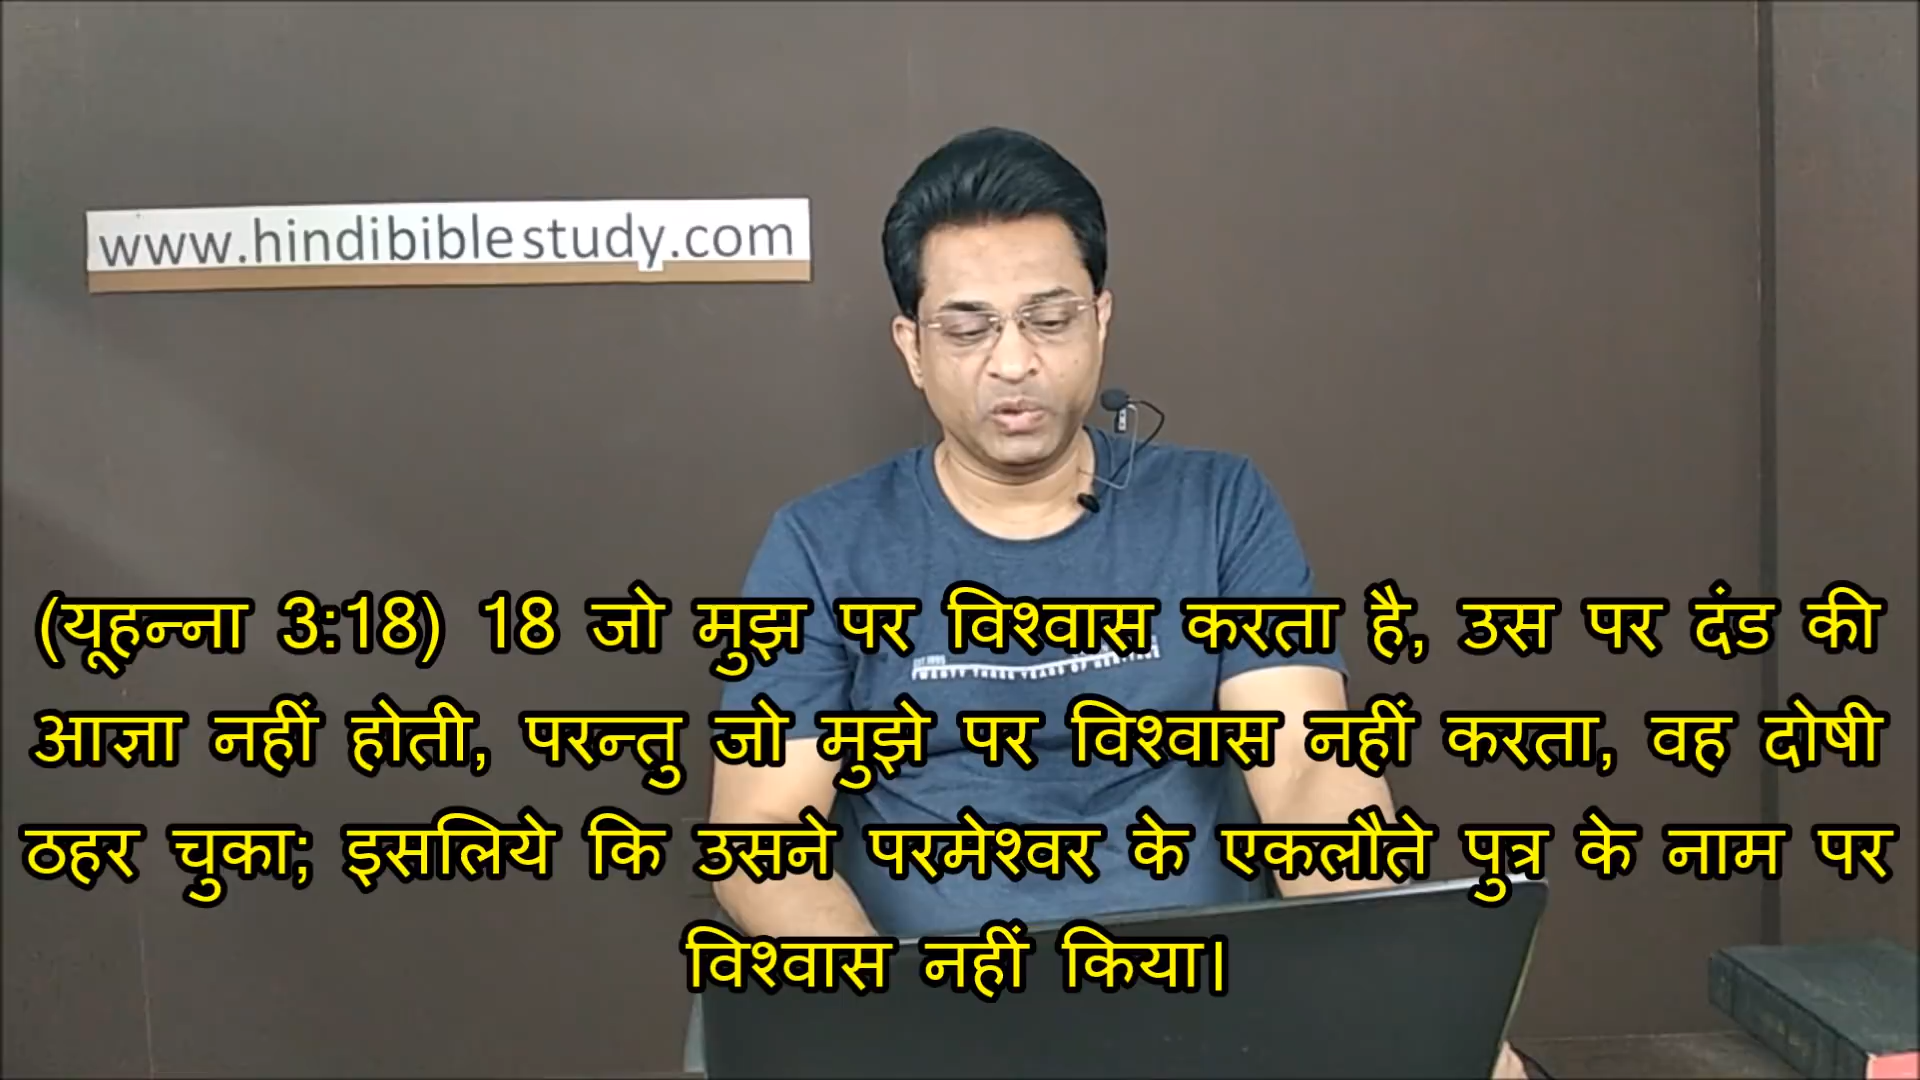 www.hindibiblestudy.com
(यूहन्ना 3:18) 18 जो मुझ पर विश्वास करता है, उस पर दंड की
आज्ञा नहीं होती, परन्तु जो मुझे पर विश्वास नहीं करता, वह दोषी
ठहर चुका; इसलिये कि उसने परमेश्वर के एकलौते पुत्र के नाम पर
विश्वास नहीं किया।